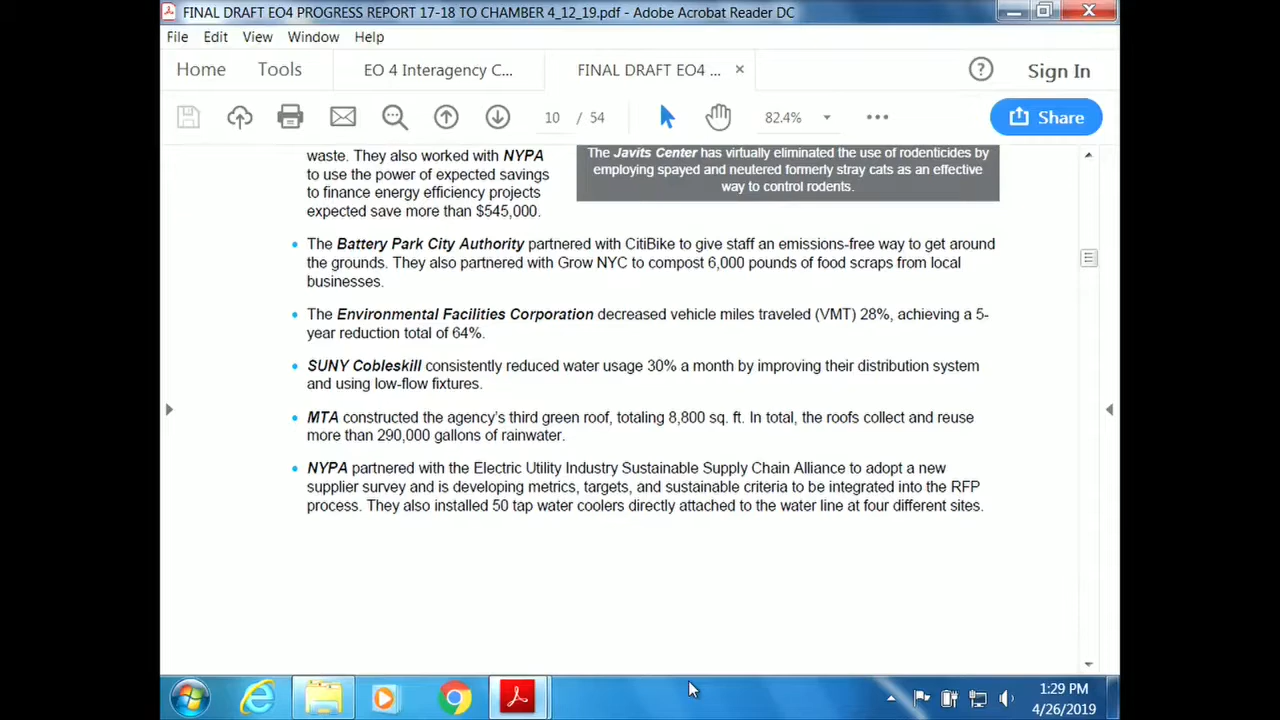 FINAL DRAFT EO4 PROGRESS REPORT 17-18 TO CHAMBER 4_12_19.pdf - Adobe Acrobat Reader DC
File Edit View Window Help
Home Tools EO 4 Interagency C... FINAL DRAFT EO4 ... × ? Sign In
10 / 54 82.4% Share
waste. They also worked with NYPA
to use the power of expected savings
to finance energy efficiency projects
expected save more than $545,000.
The Javits Center has virtually eliminated the use of rodenticides by
employing spayed and neutered formerly stray cats as an effective
way to control rodents.
• The Battery Park City Authority partnered with CitiBike to give staff an emissions-free way to get around
the grounds. They also partnered with Grow NYC to compost 6,000 pounds of food scraps from local
businesses.
• The Environmental Facilities Corporation decreased vehicle miles traveled (VMT) 28%, achieving a 5-
year reduction total of 64%.
• SUNY Cobleskill consistently reduced water usage 30% a month by improving their distribution system
and using low-flow fixtures.
• MTA constructed the agency's third green roof, totaling 8,800 sq. ft. In total, the roofs collect and reuse
more than 290,000 gallons of rainwater.
• NYPA partnered with the Electric Utility Industry Sustainable Supply Chain Alliance to adopt a new
supplier survey and is developing metrics, targets, and sustainable criteria to be integrated into the RFP
process. They also installed 50 tap water coolers directly attached to the water line at four different sites.
1:29 PM
4/26/2019